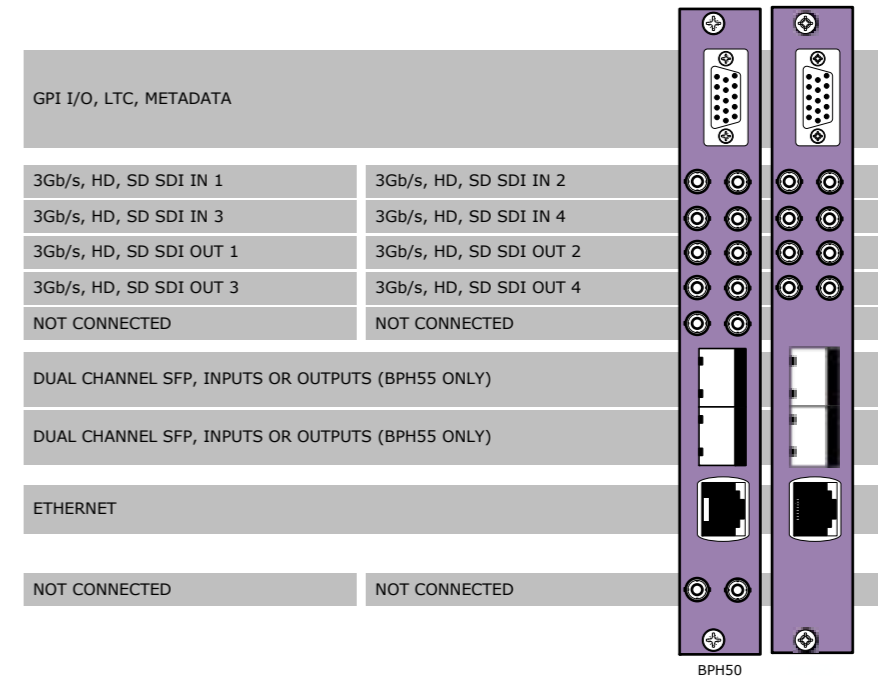 GPI I/O, LTC, METADATA
3Gb/s, HD, SD SDI IN 1 3Gb/s, HD, SD SDI IN 2
3Gb/s, HD, SD SDI IN 3 3Gb/s, HD, SD SDI IN 4
3Gb/s, HD, SD SDI OUT 1 3Gb/s, HD, SD SDI OUT 2
3Gb/s, HD, SD SDI OUT 3 3Gb/s, HD, SD SDI OUT 4
NOT CONNECTED NOT CONNECTED
DUAL CHANNEL SFP, INPUTS OR OUTPUTS (BPH55 ONLY)
DUAL CHANNEL SFP, INPUTS OR OUTPUTS (BPH55 ONLY)
ETHERNET
NOT CONNECTED NOT CONNECTED
BPH50